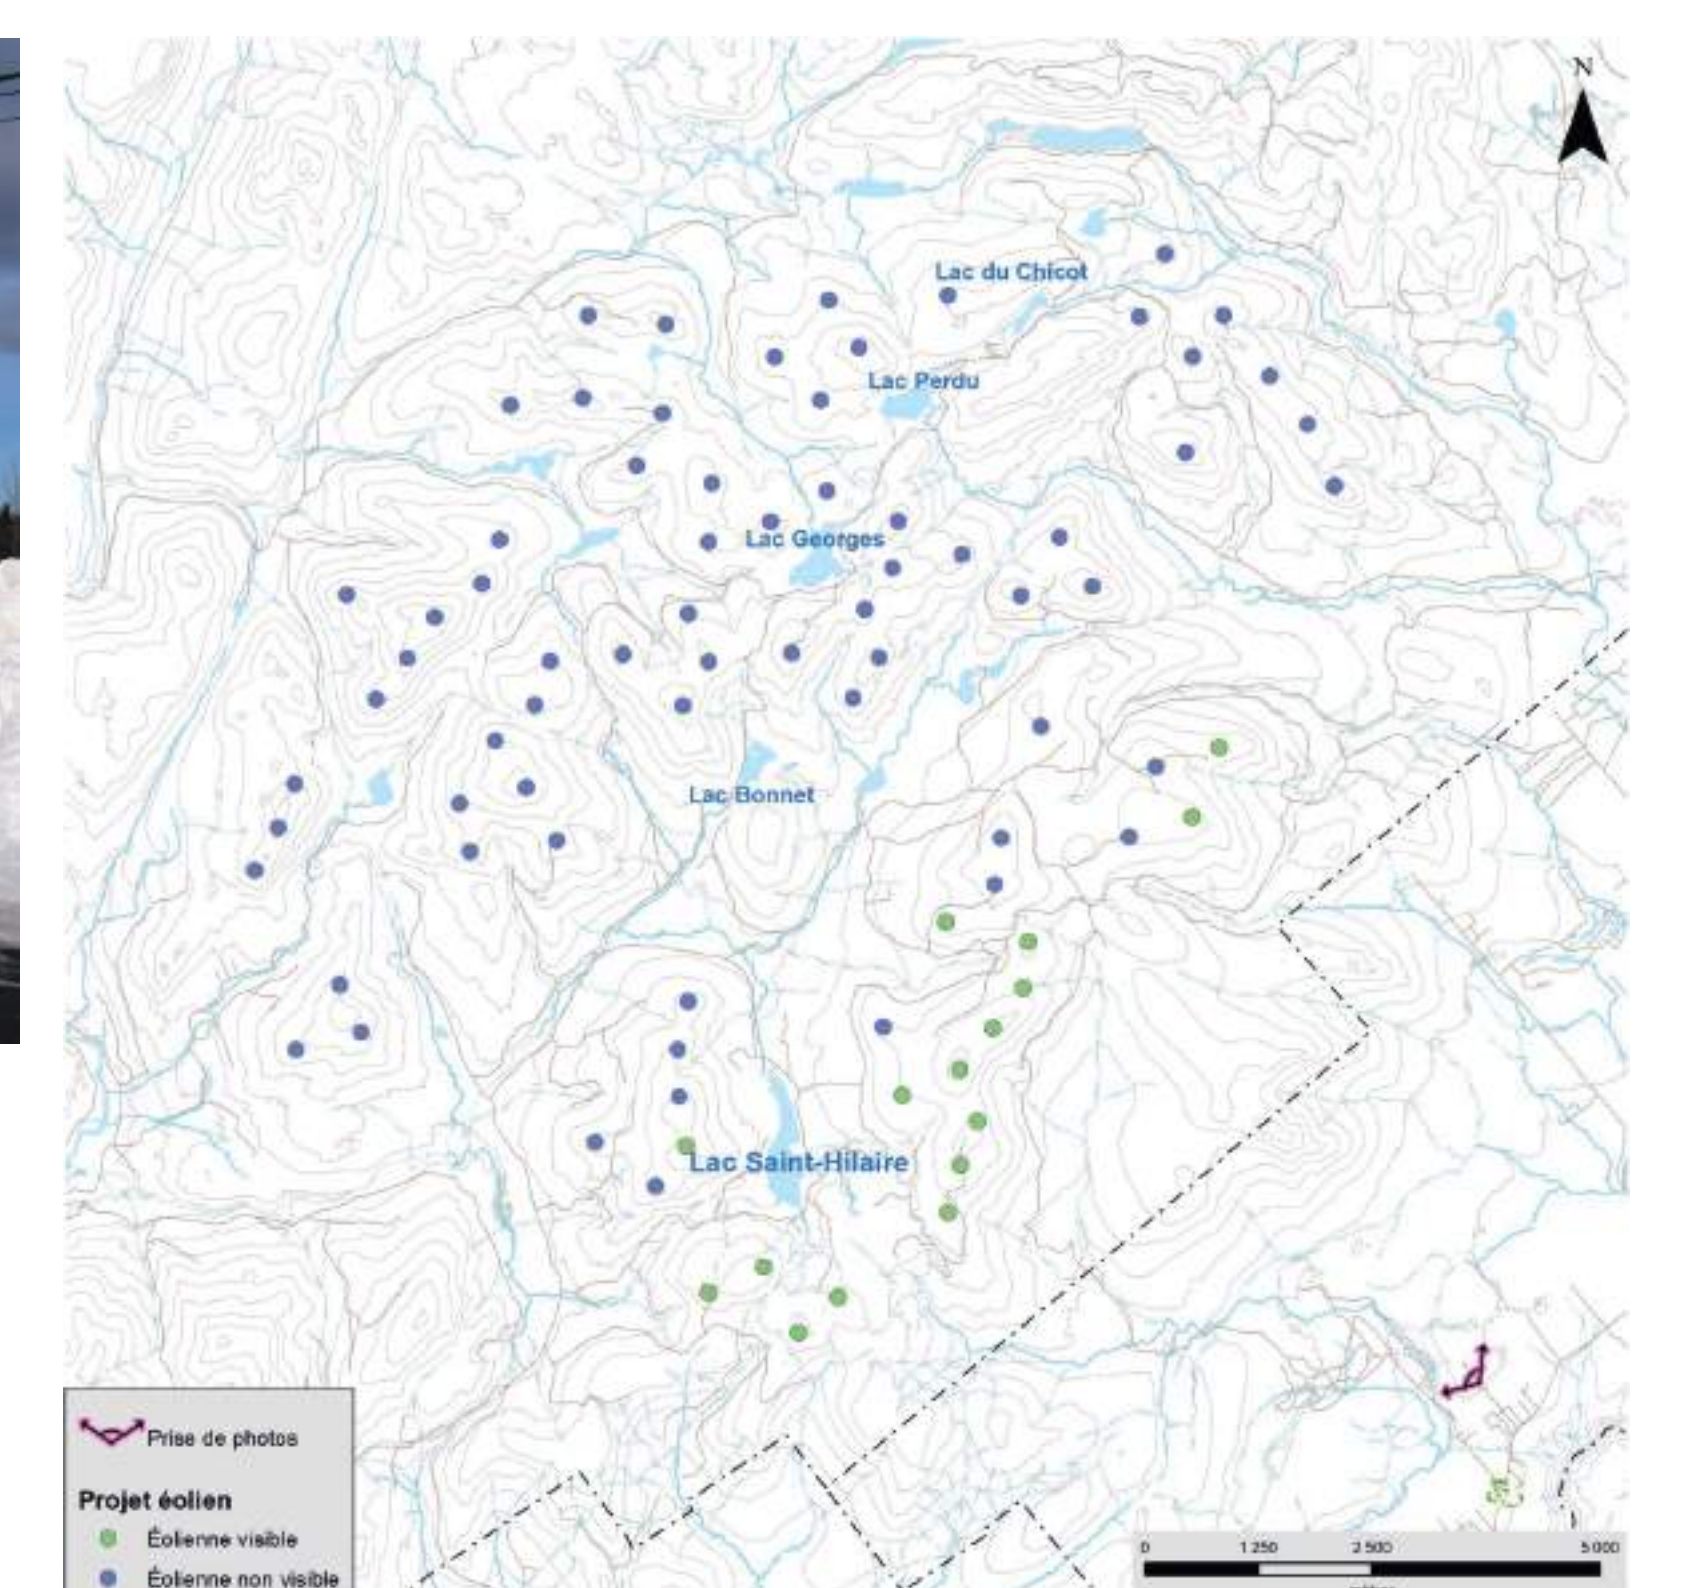 N
Lac du Chicot
Lac Perdu
Lac Georges
Lac Bonnet
Lac Saint-Hilaire
Prise de photos
Projet éolien
Éolienne visible
Éolienne non visible
0 1 250 2 500 5 000